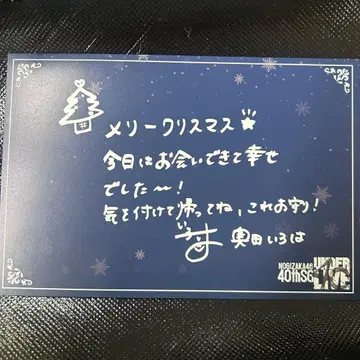 メリークリスマス★
今日はお会いできて幸せ
でした〜!
気を付けて帰ってね、これお守り!
奥田いろは
NOGIZAKA46
40thSG
UNDER
LIVE